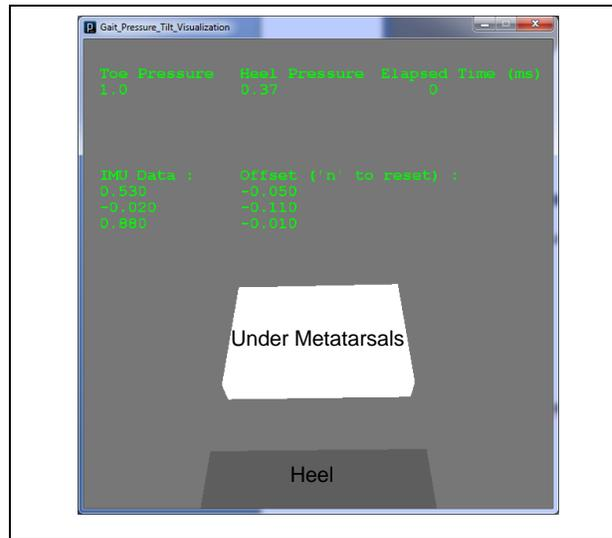 Gait_Pressure_Tilt_Visualization
Toe Pressure Heel Pressure Elapsed Time (ms)
1.0 0.37 0
IMU Data : Offset ('n' to reset) :
0.530 -0.050
-0.020 -0.110
0.880 -0.010
Under Metatarsals
Heel